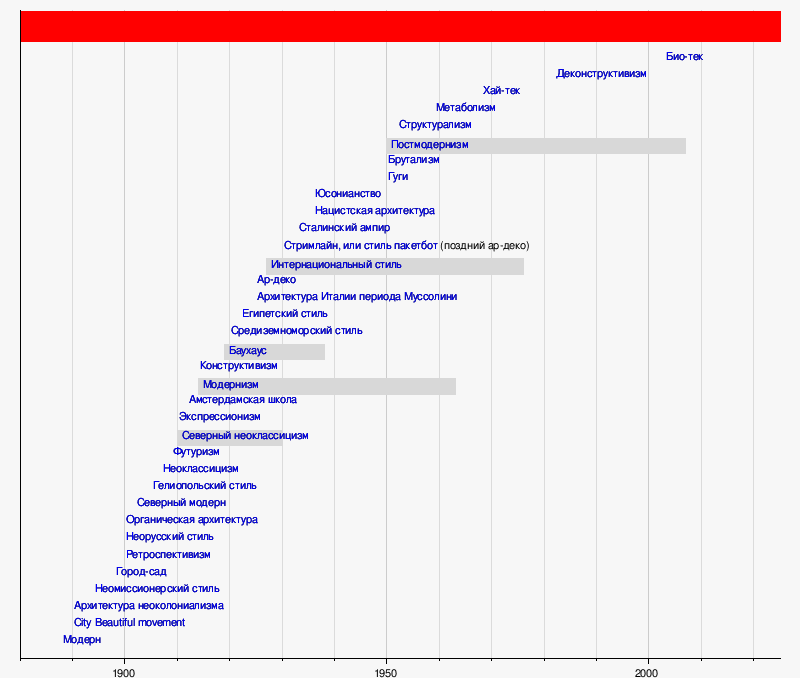 Био-тек
Деконструктивизм
Хай-тек
Метаболизм
Структурализм
Постмодернизм
Брутализм
Гуги
Юсонианство
Нацистская архитектура
Сталинский ампир
Стримлайн, или стиль пакетбот (поздний ар-деко)
Интернациональный стиль
Ар-деко
Архитектура Италии периода Муссолини
Египетский стиль
Средиземноморский стиль
Баухаус
Конструктивизм
Модернизм
Амстердамская школа
Экспрессионизм
Северный неоклассицизм
Футуризм
Неоклассицизм
Гелиопольский стиль
Северный модерн
Органическая архитектура
Неорусский стиль
Ретроспективизм
Город-сад
Неомиссионерский стиль
Архитектура неоколониализма
City Beautiful movement
Модерн
1900 1950 2000